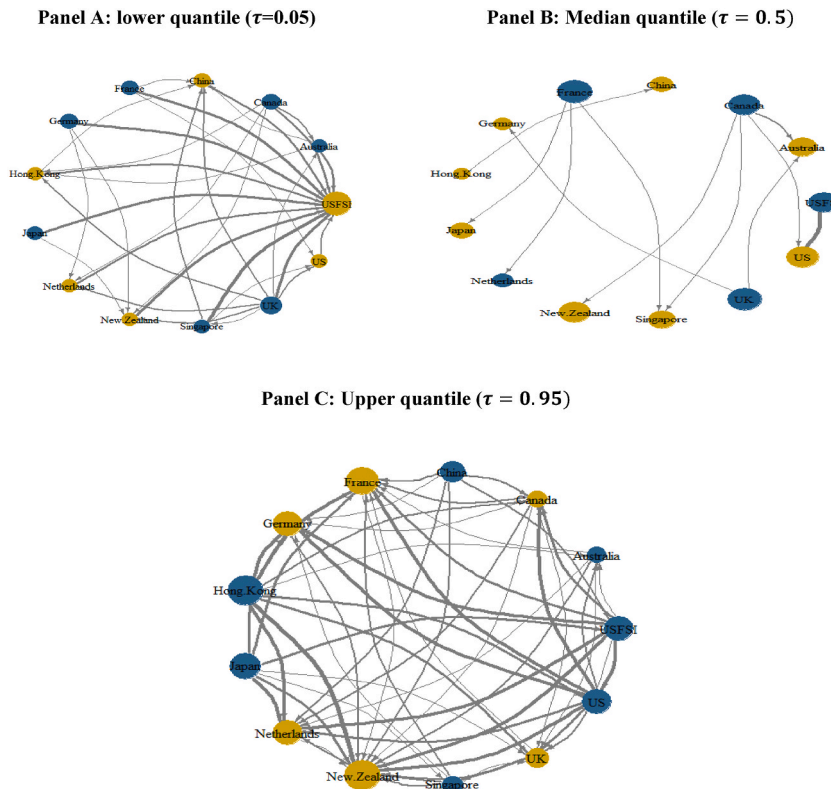 Panel A: lower quantile (τ=0.05)
Panel B: Median quantile (τ = 0.5)
China
France
Canada
Germany
Australia
Hong.Kong
USFSI
Japan
US
Netherlands
UK
New.Zealand
Singapore
China
France
Canada
Germany
Australia
Hong.Kong
USF
Japan
US
Netherlands
UK
New.Zealand
Singapore
Panel C: Upper quantile (τ = 0.95)
China
France
Canada
Germany
Australia
Hong.Kong
USFSI
Japan
US
Netherlands
UK
New.Zealand
Singapore